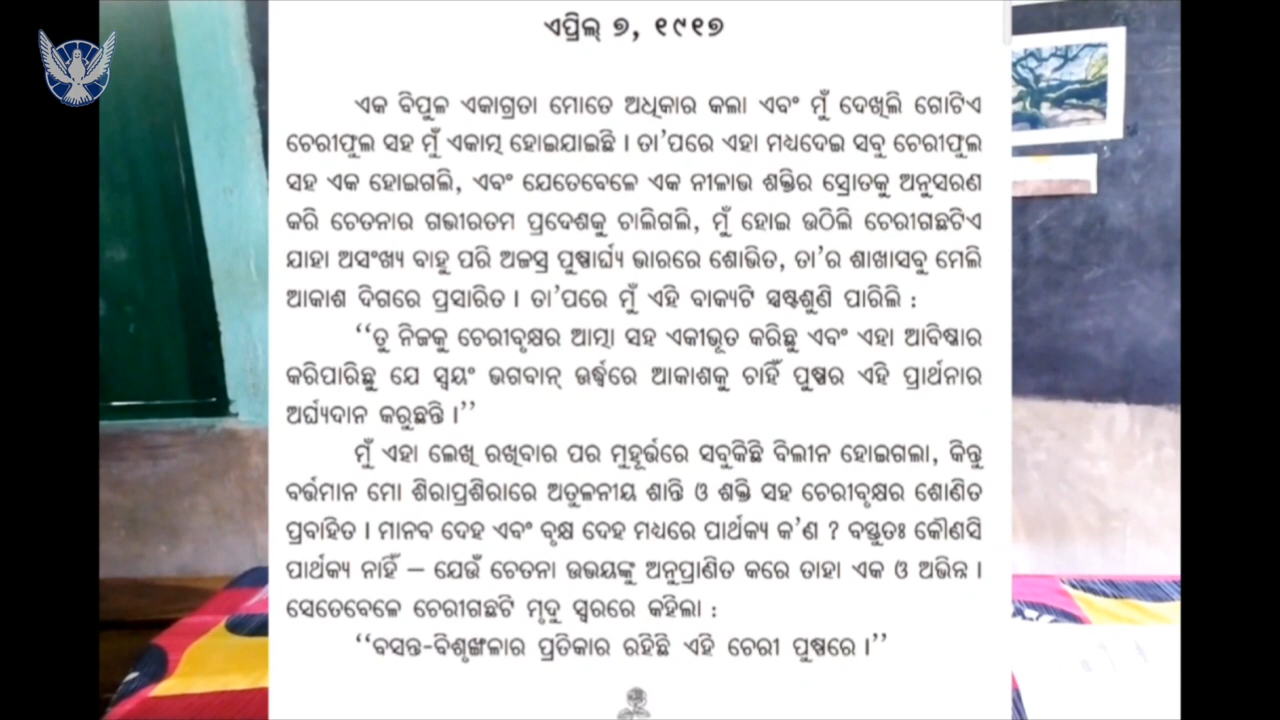 ଏପ୍ରିଲ୍ ୭, ୧୯୧୭
ଏକ ବିପୁଳ ଏକାଗ୍ରତା ମୋତେ ଅଧିକାର କଲା ଏବଂ ମୁଁ ଦେଖିଲି ଗୋଟିଏ
ଚେରୀଫୁଲ ସହ ମୁଁ ଏକାତ୍ମ ହୋଇଯାଇଛି । ତା’ପରେ ଏହା ମଧ୍ୟଦେଇ ସବୁ ଚେରୀଫୁଲ
ସହ ଏକ ହୋଇଗଲି, ଏବଂ ଯେତେବେଳେ ଏକ ନୀଳାଭ ଶକ୍ତିର ସ୍ରୋତକୁ ଅନୁସରଣ
କରି ଚେତନାର ଗଭୀରତମ ପ୍ରଦେଶକୁ ଚାଲିଗଲି, ମୁଁ ହୋଇ ଉଠିଲି ଚେରୀଗଛଟିଏ
ଯାହା ଅସଂଖ୍ୟ ବାହୁ ପରି ଅଜସ୍ର ପୁଷ୍ପାର୍ଘ୍ୟ ଭାରରେ ଶୋଭିତ, ତା’ର ଶାଖାସବୁ ମେଲି
ଆକାଶ ଦିଗରେ ପ୍ରସାରିତ । ତା’ପରେ ମୁଁ ଏହି ବାକ୍ୟଟି ସ୍ପଷ୍ଟଶୁଣି ପାରିଲି :
‘‘ତୁ ନିଜକୁ ଚେରୀବୃକ୍ଷର ଆତ୍ମା ସହ ଏକୀଭୂତ କରିଛୁ ଏବଂ ଏହା ଆବିଷ୍କାର
କରିପାରିଛୁ ଯେ ସ୍ୱୟଂ ଭଗବାନ୍ ଊର୍ଦ୍ଧ୍ୱରେ ଆକାଶକୁ ଚାହିଁ ପୁଷ୍ପର ଏହି ପ୍ରାର୍ଥନାର
ଅର୍ଘ୍ୟଦାନ କରୁଛନ୍ତି ।’’
ମୁଁ ଏହା ଲେଖି ରଖିବାର ପର ମୁହୂର୍ତ୍ତରେ ସବୁକିଛି ବିଲୀନ ହୋଇଗଲା, କିନ୍ତୁ
ବର୍ତ୍ତମାନ ମୋ ଶିରାପ୍ରଶିରାରେ ଅତୁଳନୀୟ ଶାନ୍ତି ଓ ଶକ୍ତି ସହ ଚେରୀବୃକ୍ଷର ଶୋଣିତ
ପ୍ରବାହିତ । ମାନବ ଦେହ ଏବଂ ବୃକ୍ଷ ଦେହ ମଧ୍ୟରେ ପାର୍ଥକ୍ୟ କ’ଣ ? ବସ୍ତୁତଃ କୌଣସି
ପାର୍ଥକ୍ୟ ନାହିଁ – ଯେଉଁ ଚେତନା ଉଭୟଙ୍କୁ ଅନୁପ୍ରାଣିତ କରେ ତାହା ଏକ ଓ ଅଭିନ୍ନ ।
ସେତେବେଳେ ଚେରୀଗଛଟି ମୃଦୁ ସ୍ୱରରେ କହିଲା :
‘‘ବସନ୍ତ-ବିଶୃଙ୍ଖଳାର ପ୍ରତିକାର ରହିଛି ଏହି ଚେରୀ ପୁଷ୍ପରେ ।’’